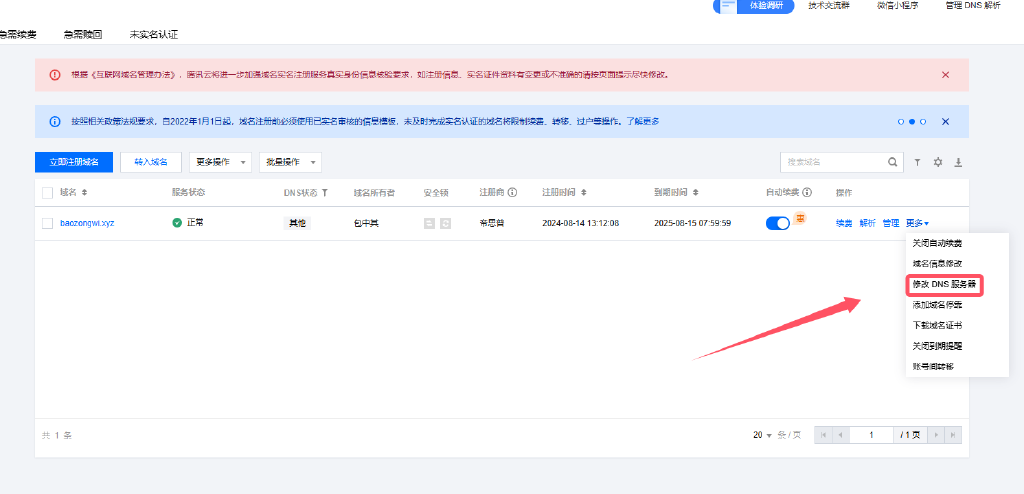 体验调研 技术交流群 微信小程序 管理 DNS 解析
急需续费 急需赎回 未实名认证
根据《互联网域名管理办法》，腾讯云将进一步加强域名实名注册服务真实身份信息核验要求，如注册信息、实名证件资料有变更或不准确的请按页面提示尽快修改。
按照相关政策法规要求，自2022年1月1日起，域名注册前必须使用已实名审核的信息模板，未及时完成实名认证的域名将限制续费、转移、过户等操作。了解更多
立即注册域名 转入域名 更多操作 批量操作 搜索域名
域名 服务状态 DNS状态 域名所有者 安全锁 注册商 注册时间 到期时间 自动续费 操作
baozongwi.xyz 正常 其他 包中其 帝思普 2024-08-14 13:12:08 2025-08-15 07:59:59 惠 续费 解析 管理 更多
关闭自动续费
域名信息修改
修改 DNS 服务器
添加域名停靠
下载域名证书
关闭到期提醒
账号间转移
共 1 条 20 条 / 页 1 / 1 页